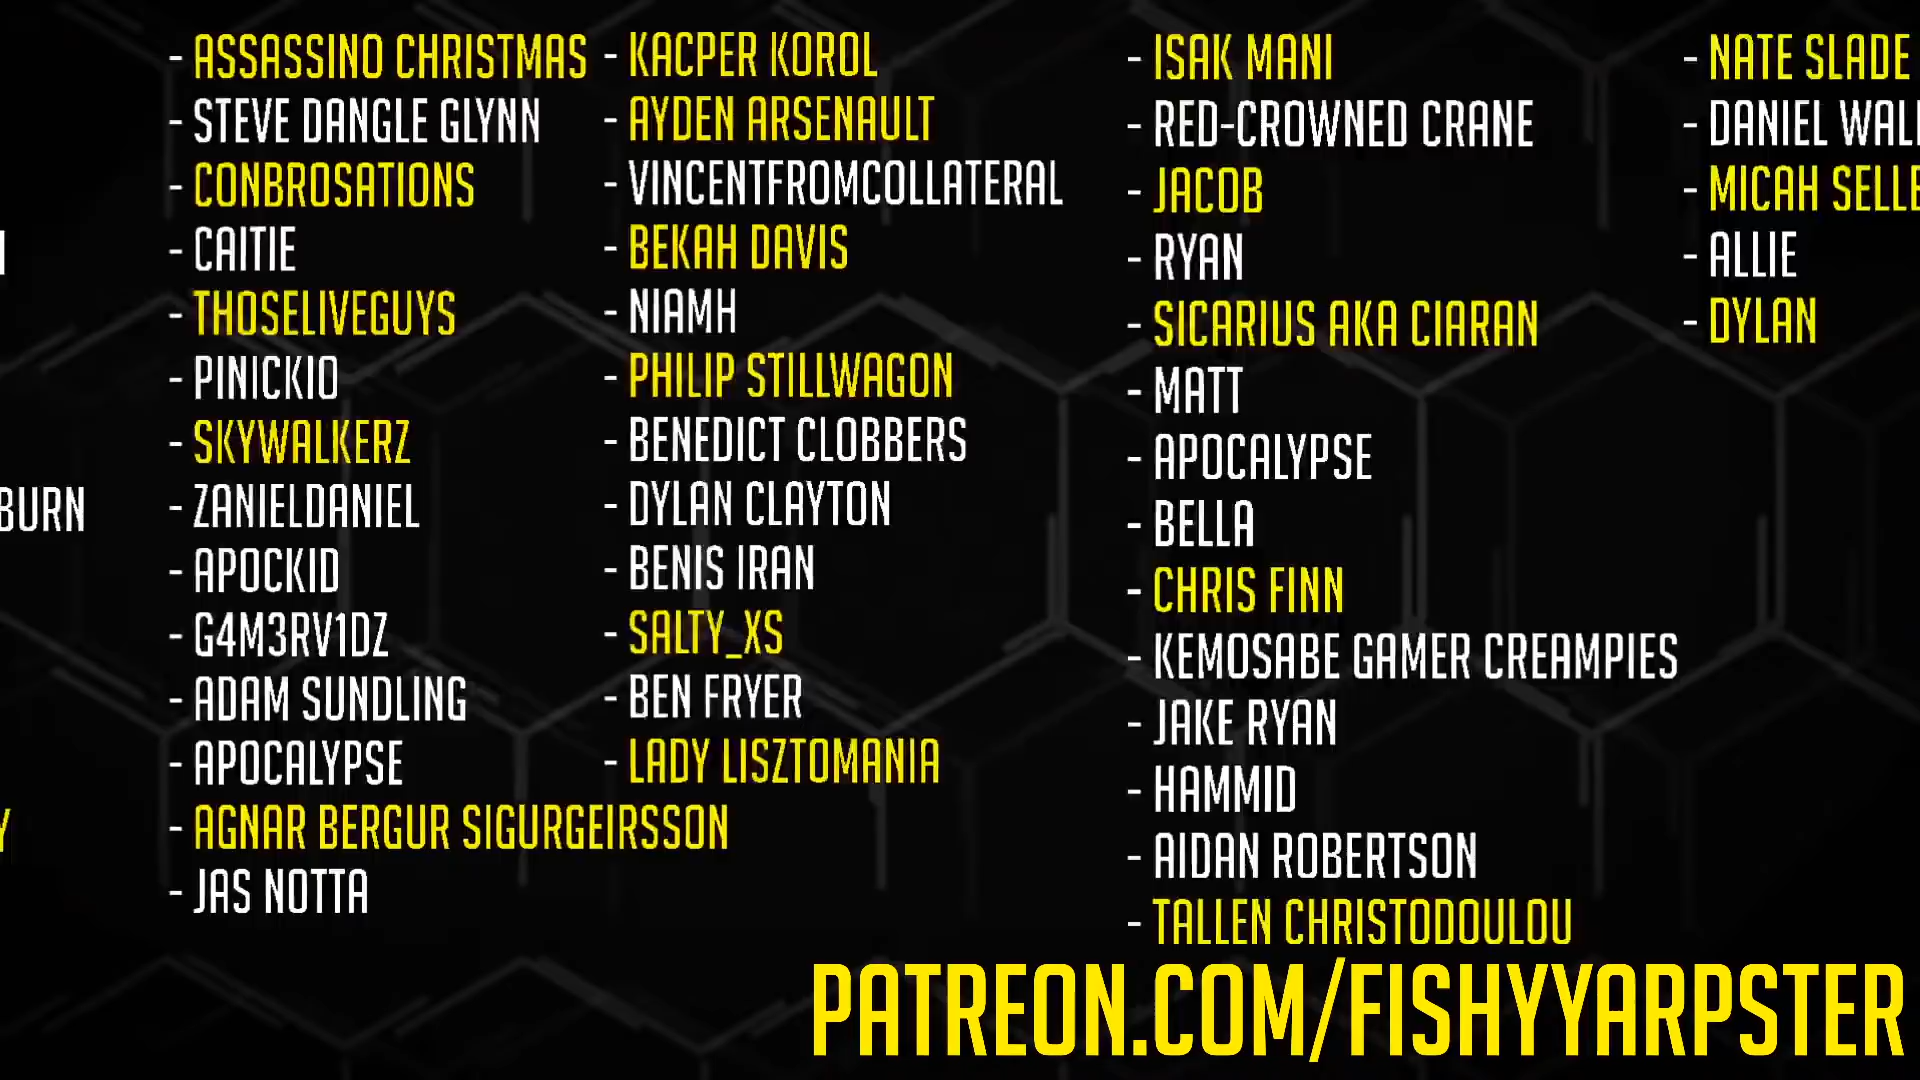 - ASSASSINO CHRISTMAS
- STEVE DANGLE GLYNN
- CONBROSATIONS
- CAITIE
- THOSELIVEGUYS
- PINICKIO
- SKYWALKERZ
- ZANIELDANIEL
- APOCKID
- G4M3RV1DZ
- ADAM SUNDLING
- APOCALYPSE
- AGNAR BERGUR SIGURGEIRSSON
- JAS NOTTA
- KACPER KOROL
- AYDEN ARSENAULT
- VINCENTFROMCOLLATERAL
- BEKAH DAVIS
- NIAMH
- PHILIP STILLWAGON
- BENEDICT CLOBBERS
- DYLAN CLAYTON
- BENIS IRAN
- SALTY_XS
- BEN FRYER
- LADY LISZTOMANIA
- ISAK MANI
- RED-CROWNED CRANE
- JACOB
- RYAN
- SICARIUS AKA CIARAN
- MATT
- APOCALYPSE
- BELLA
- CHRIS FINN
- KEMOSABE GAMER CREAMPIES
- JAKE RYAN
- HAMMID
- AIDAN ROBERTSON
- TALLEN CHRISTODOULOU
- NATE SLADE
- DANIEL
- MICAH
- ALLIE
- DYLAN
PATREON.COM/FISHYYARPSTER